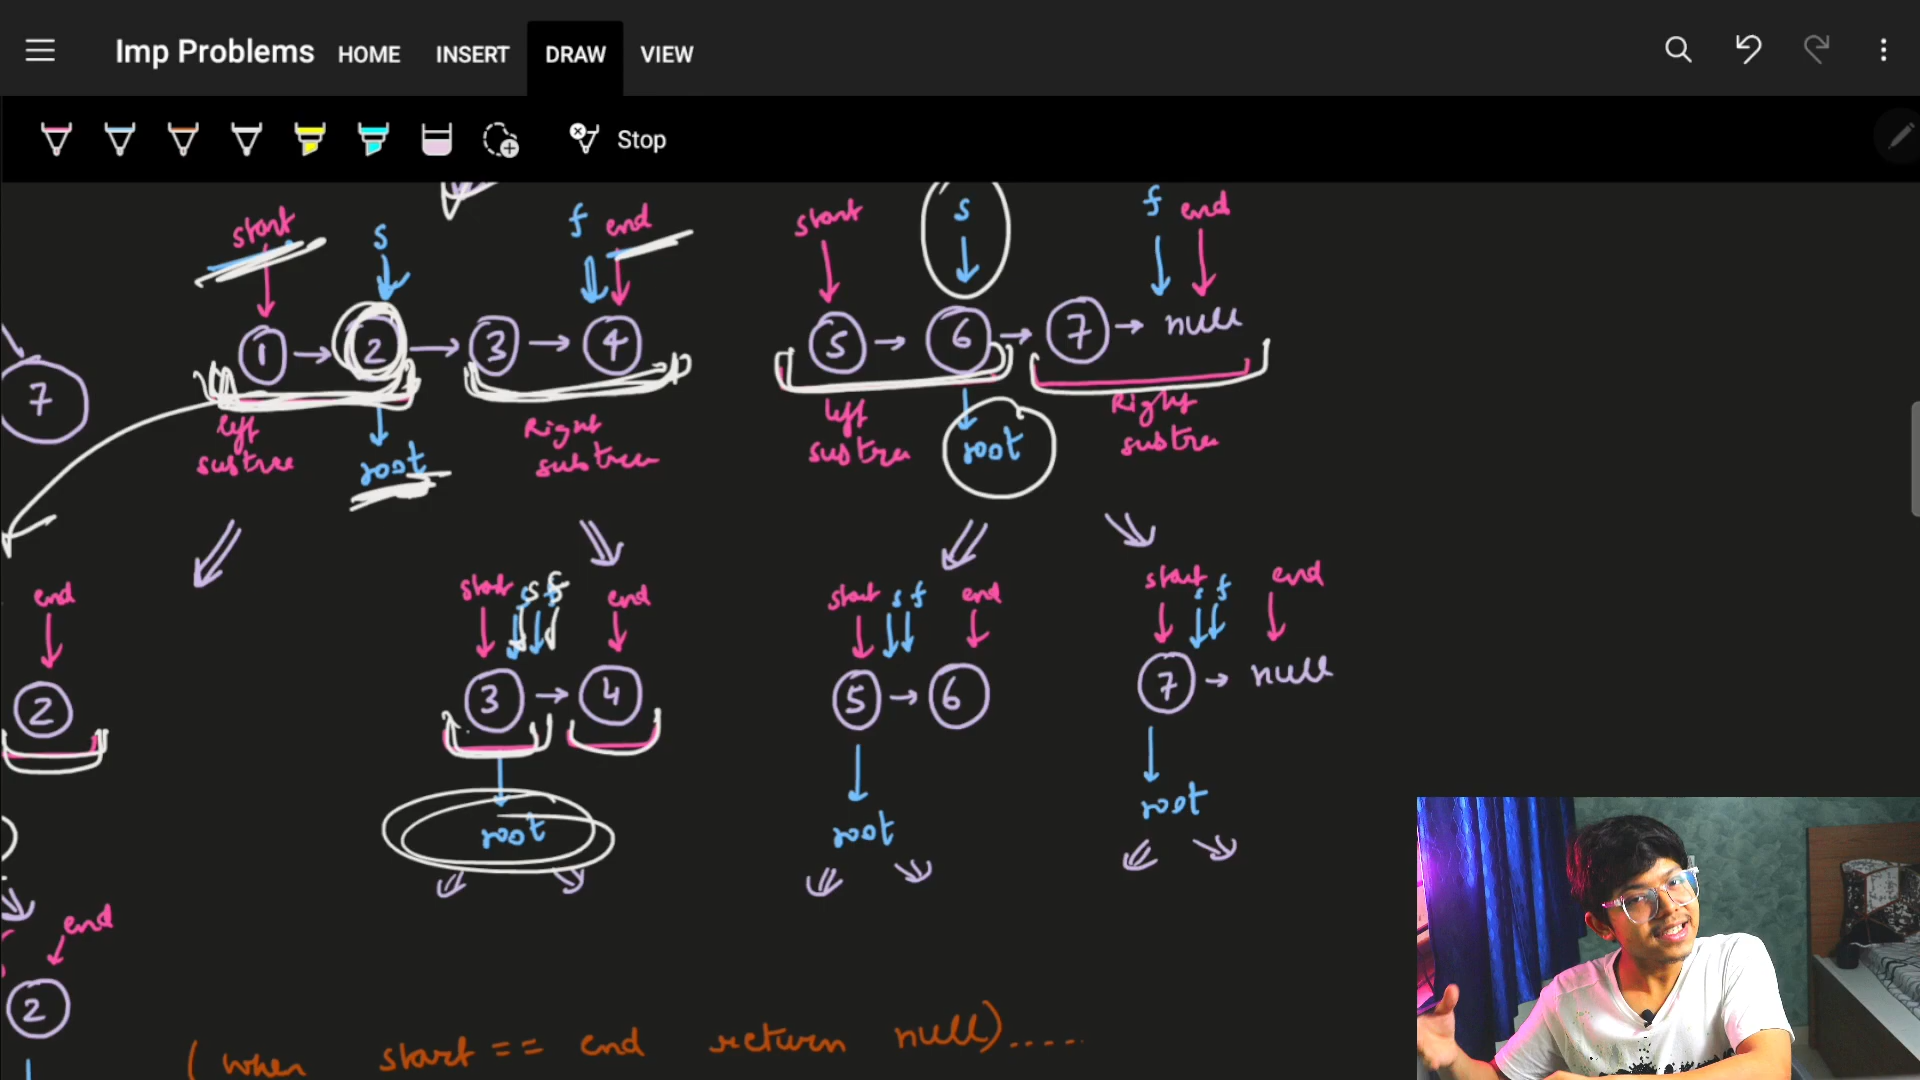 Imp Problems HOME INSERT DRAW VIEW
Stop
start s f end start s f end
7 1 2 3 4 5 6 7 null
left subtree root Right subtree left subtree root Right subtree
end start s f end start s f end start s f end
2 3 4 5 6 7 null
root root root
end
2
(when start == end return null).....